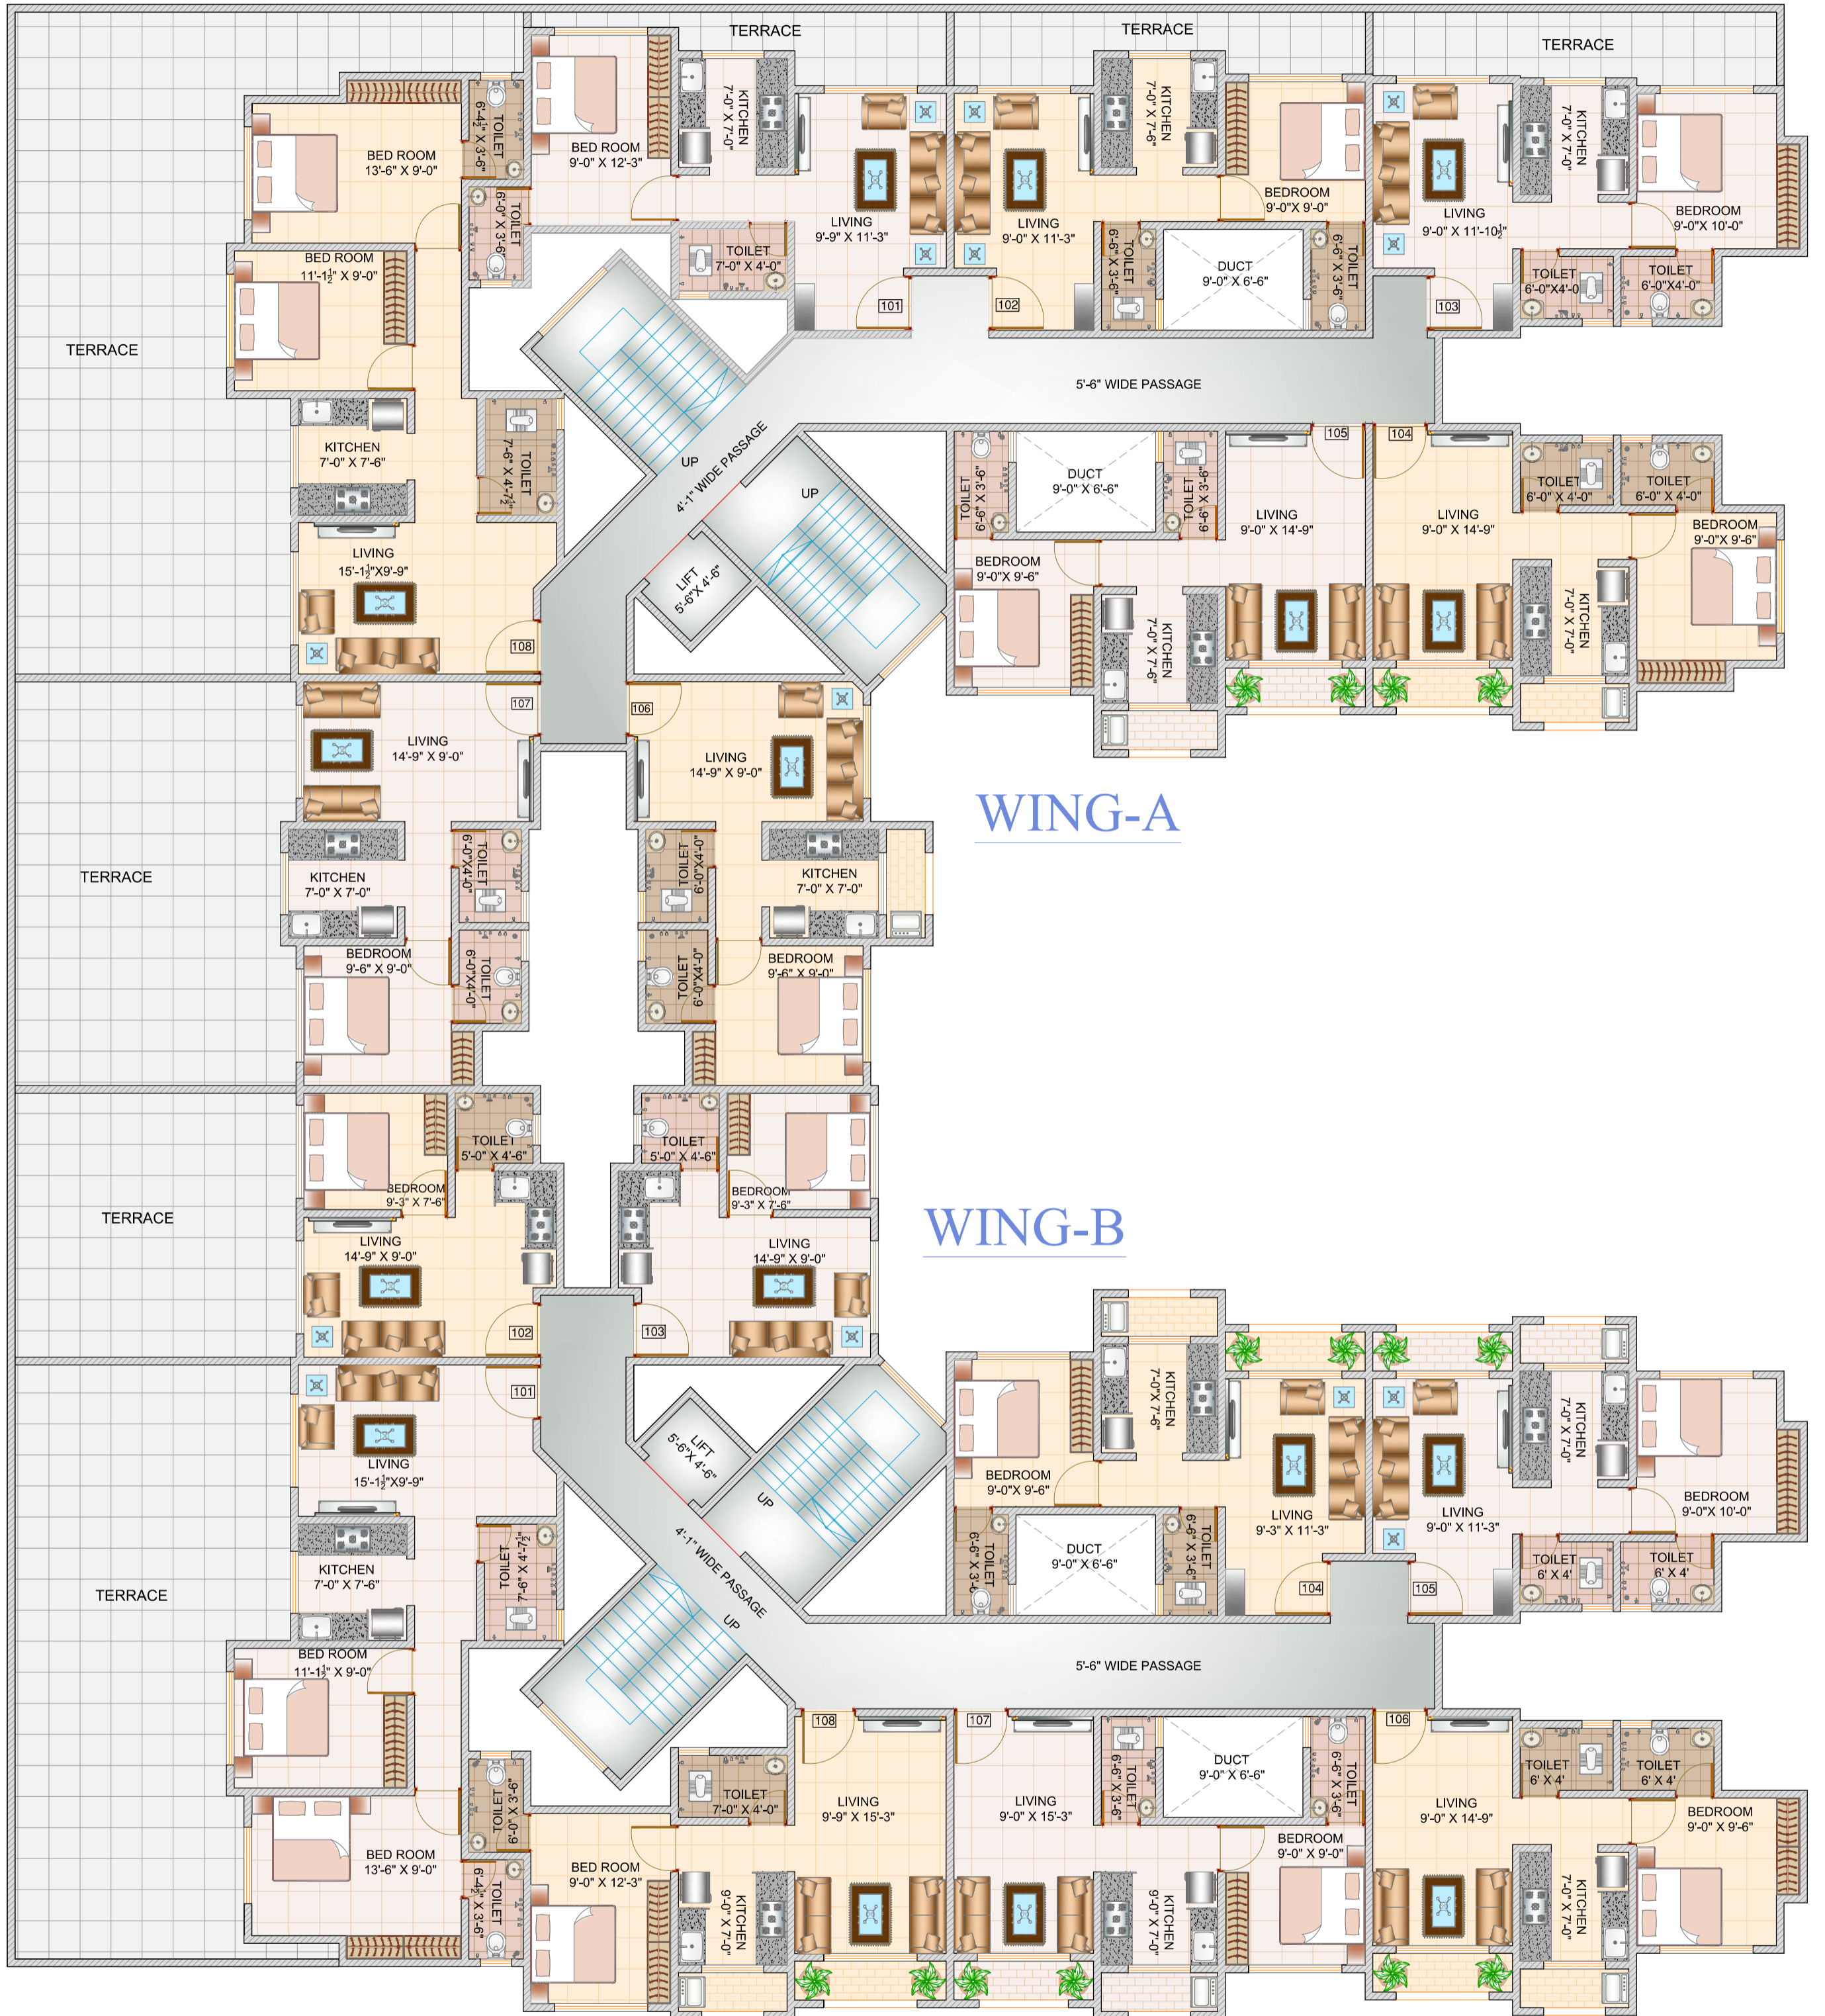 TERRACE
TERRACE
TERRACE
BED ROOM
13'-6" X 9'-0"
TOILET
6'-4½" X 3'-6"
TOILET
6'-0" X 3'-6"
BED ROOM
9'-0" X 12'-3"
KITCHEN
7'-0" X 7'-0"
LIVING
9'-9" X 11'-3"
TOILET
7'-0" X 4'-0"
101
LIVING
9'-0" X 11'-3"
KITCHEN
7'-0" X 7'-6"
BEDROOM
9'-0"X 9'-0"
TOILET
6'-6" X 3'-6"
DUCT
9'-0" X 6'-6"
TOILET
6'-6" X 3'-6"
102
LIVING
9'-0" X 11'-10½"
KITCHEN
7'-0" X 7'-0"
BEDROOM
9'-0"X 10'-0"
TOILET
6'-0"X4'-0
TOILET
6'-0"X4'-0"
103
BED ROOM
11'-1½" X 9'-0"
TERRACE
5'-6" WIDE PASSAGE
4'-1" WIDE PASSAGE
UP
UP
LIFT
5'-6"X 4'-6"
KITCHEN
7'-0" X 7'-6"
TOILET
7'-6" X 4'-7½"
LIVING
15'-1½"X9'-9"
108
TOILET
6'-6" X 3'-6"
DUCT
9'-0" X 6'-6"
TOILET
6'-6" X 3'-6"
LIVING
9'-0" X 14'-9"
105
BEDROOM
9'-0"X 9'-6"
KITCHEN
7'-0" X 7'-6"
104
LIVING
9'-0" X 14'-9"
TOILET
6'-0" X 4'-0"
TOILET
6'-0" X 4'-0"
BEDROOM
9'-0"X 9'-6"
KITCHEN
7'-0" X 7'-0"
107
LIVING
14'-9" X 9'-0"
106
LIVING
14'-9" X 9'-0"
WING-A
TERRACE
KITCHEN
7'-0" X 7'-0"
TOILET
6'-0"X4'-0"
TOILET
6'-0"X4'-0"
KITCHEN
7'-0" X 7'-0"
BEDROOM
9'-6" X 9'-0"
TOILET
6'-0"X4'-0"
TOILET
6'-0"X4'-0"
BEDROOM
9'-6" X 9'-0"
TERRACE
TOILET
5'-0" X 4'-6"
TOILET
5'-0" X 4'-6"
BEDROOM
9'-3" X 7'-6"
BEDROOM
9'-3" X 7'-6"
LIVING
14'-9" X 9'-0"
LIVING
14'-9" X 9'-0"
WING-B
102
103
101
LIVING
15'-1½"X9'-9"
LIFT
5'-6"X 4'-6"
UP
4'-1" WIDE PASSAGE
UP
TERRACE
KITCHEN
7'-0" X 7'-6"
TOILET
7'-6" X 4'-7½"
BEDROOM
9'-0"X 9'-6"
KITCHEN
7'-0"X 7'-6"
LIVING
9'-3" X 11'-3"
TOILET
6'-6" X 3'-6
DUCT
9'-0" X 6'-6"
TOILET
6'-6" X 3'-6"
104
LIVING
9'-0" X 11'-3"
KITCHEN
7'-0" X 7'-0"
BEDROOM
9'-0"X 10'-0"
TOILET
6' X 4'
TOILET
6' X 4'
105
5'-6" WIDE PASSAGE
BED ROOM
11'-1½" X 9'-0"
BED ROOM
13'-6" X 9'-0"
TOILET
6'-0" X 3'-6"
TOILET
6'-4½" X 3'-6"
BED ROOM
9'-0" X 12'-3"
TOILET
7'-0" X 4'-0"
KITCHEN
9'-0" X 7'-0"
108
LIVING
9'-9" X 15'-3"
107
LIVING
9'-0" X 15'-3"
TOILET
6'-6" X 3'-6"
DUCT
9'-0" X 6'-6"
TOILET
6'-6" X 3'-6"
KITCHEN
9'-0" X 7'-0"
BEDROOM
9'-0" X 9'-0"
106
LIVING
9'-0" X 14'-9"
TOILET
6' X 4'
TOILET
6' X 4'
BEDROOM
9'-0" X 9'-6"
KITCHEN
7'-0" X 7'-0"